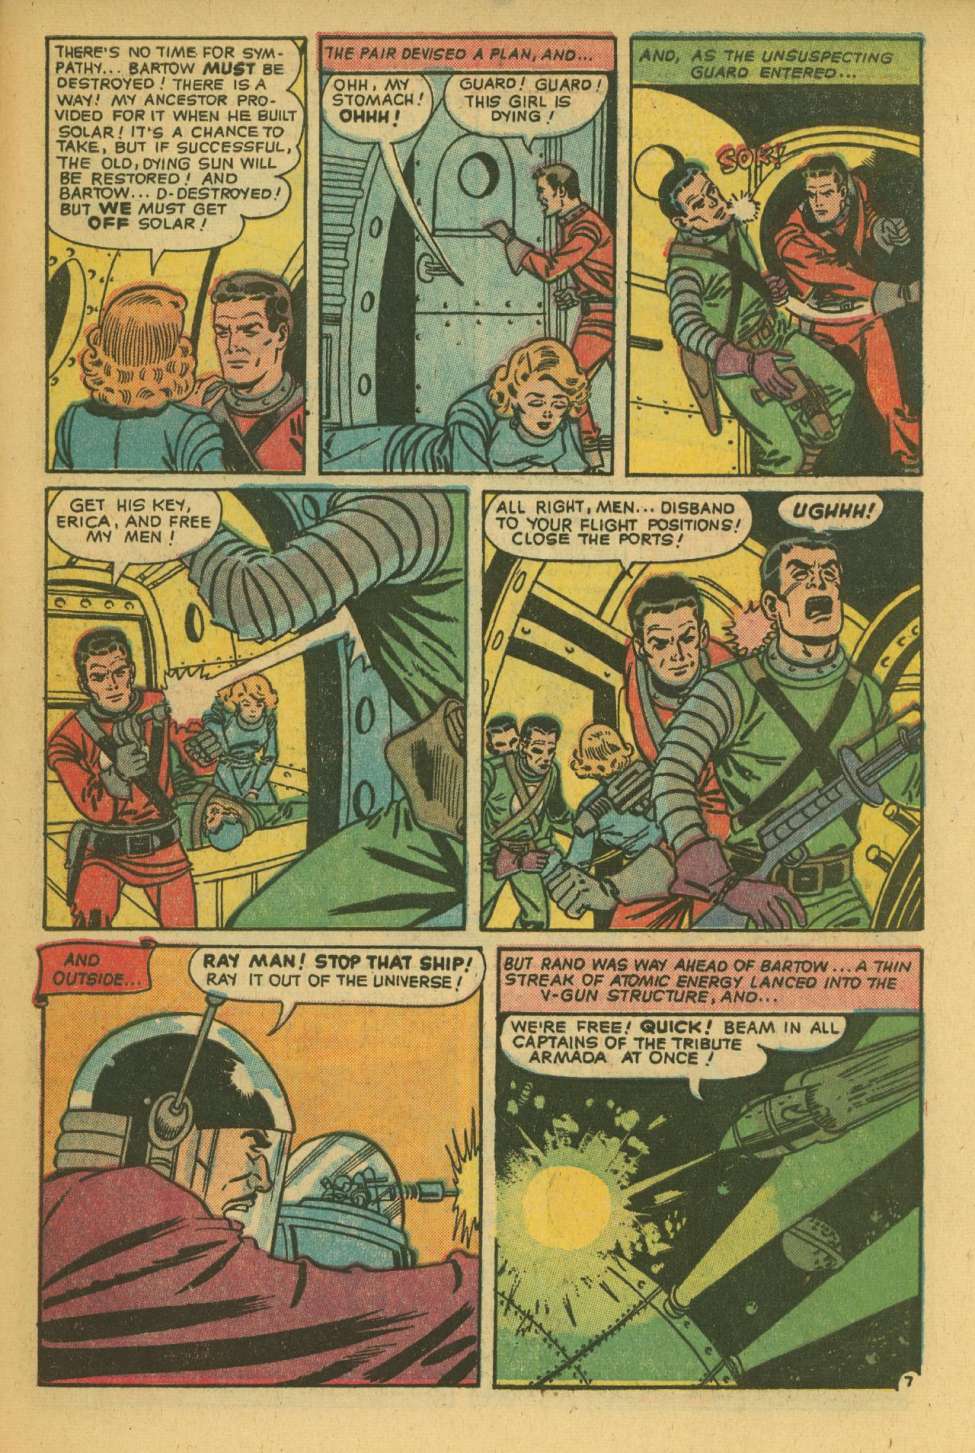 THERE'S NO TIME FOR SYM-
PATHY... BARTOW MUST BE
DESTROYED! THERE IS A
WAY! MY ANCESTOR PRO-
VIDED FOR IT WHEN HE BUILT
SOLAR! IT'S A CHANCE TO
TAKE, BUT IF SUCCESSFUL,
THE OLD, DYING SUN WILL
BE RESTORED! AND
BARTOW... D-DESTROYED!
BUT WE MUST GET
OFF SOLAR!
THE PAIR DEVISED A PLAN, AND...
OHH, MY
STOMACH!
OHHH!
GUARD! GUARD!
THIS GIRL IS
DYING!
AND, AS THE UNSUSPECTING
GUARD ENTERED...
SOK!
GET HIS KEY,
ERICA, AND FREE
MY MEN!
ALL RIGHT, MEN... DISBAND
TO YOUR FLIGHT POSITIONS!
CLOSE THE PORTS!
UGHHH!
AND
OUTSIDE...
RAY MAN! STOP THAT SHIP!
RAY IT OUT OF THE UNIVERSE!
BUT RAND WAS WAY AHEAD OF BARTOW... A THIN
STREAK OF ATOMIC ENERGY LANCED INTO THE
V-GUN STRUCTURE, AND...
WE'RE FREE! QUICK! BEAM IN ALL
CAPTAINS OF THE TRIBUTE
ARMADA AT ONCE!
7